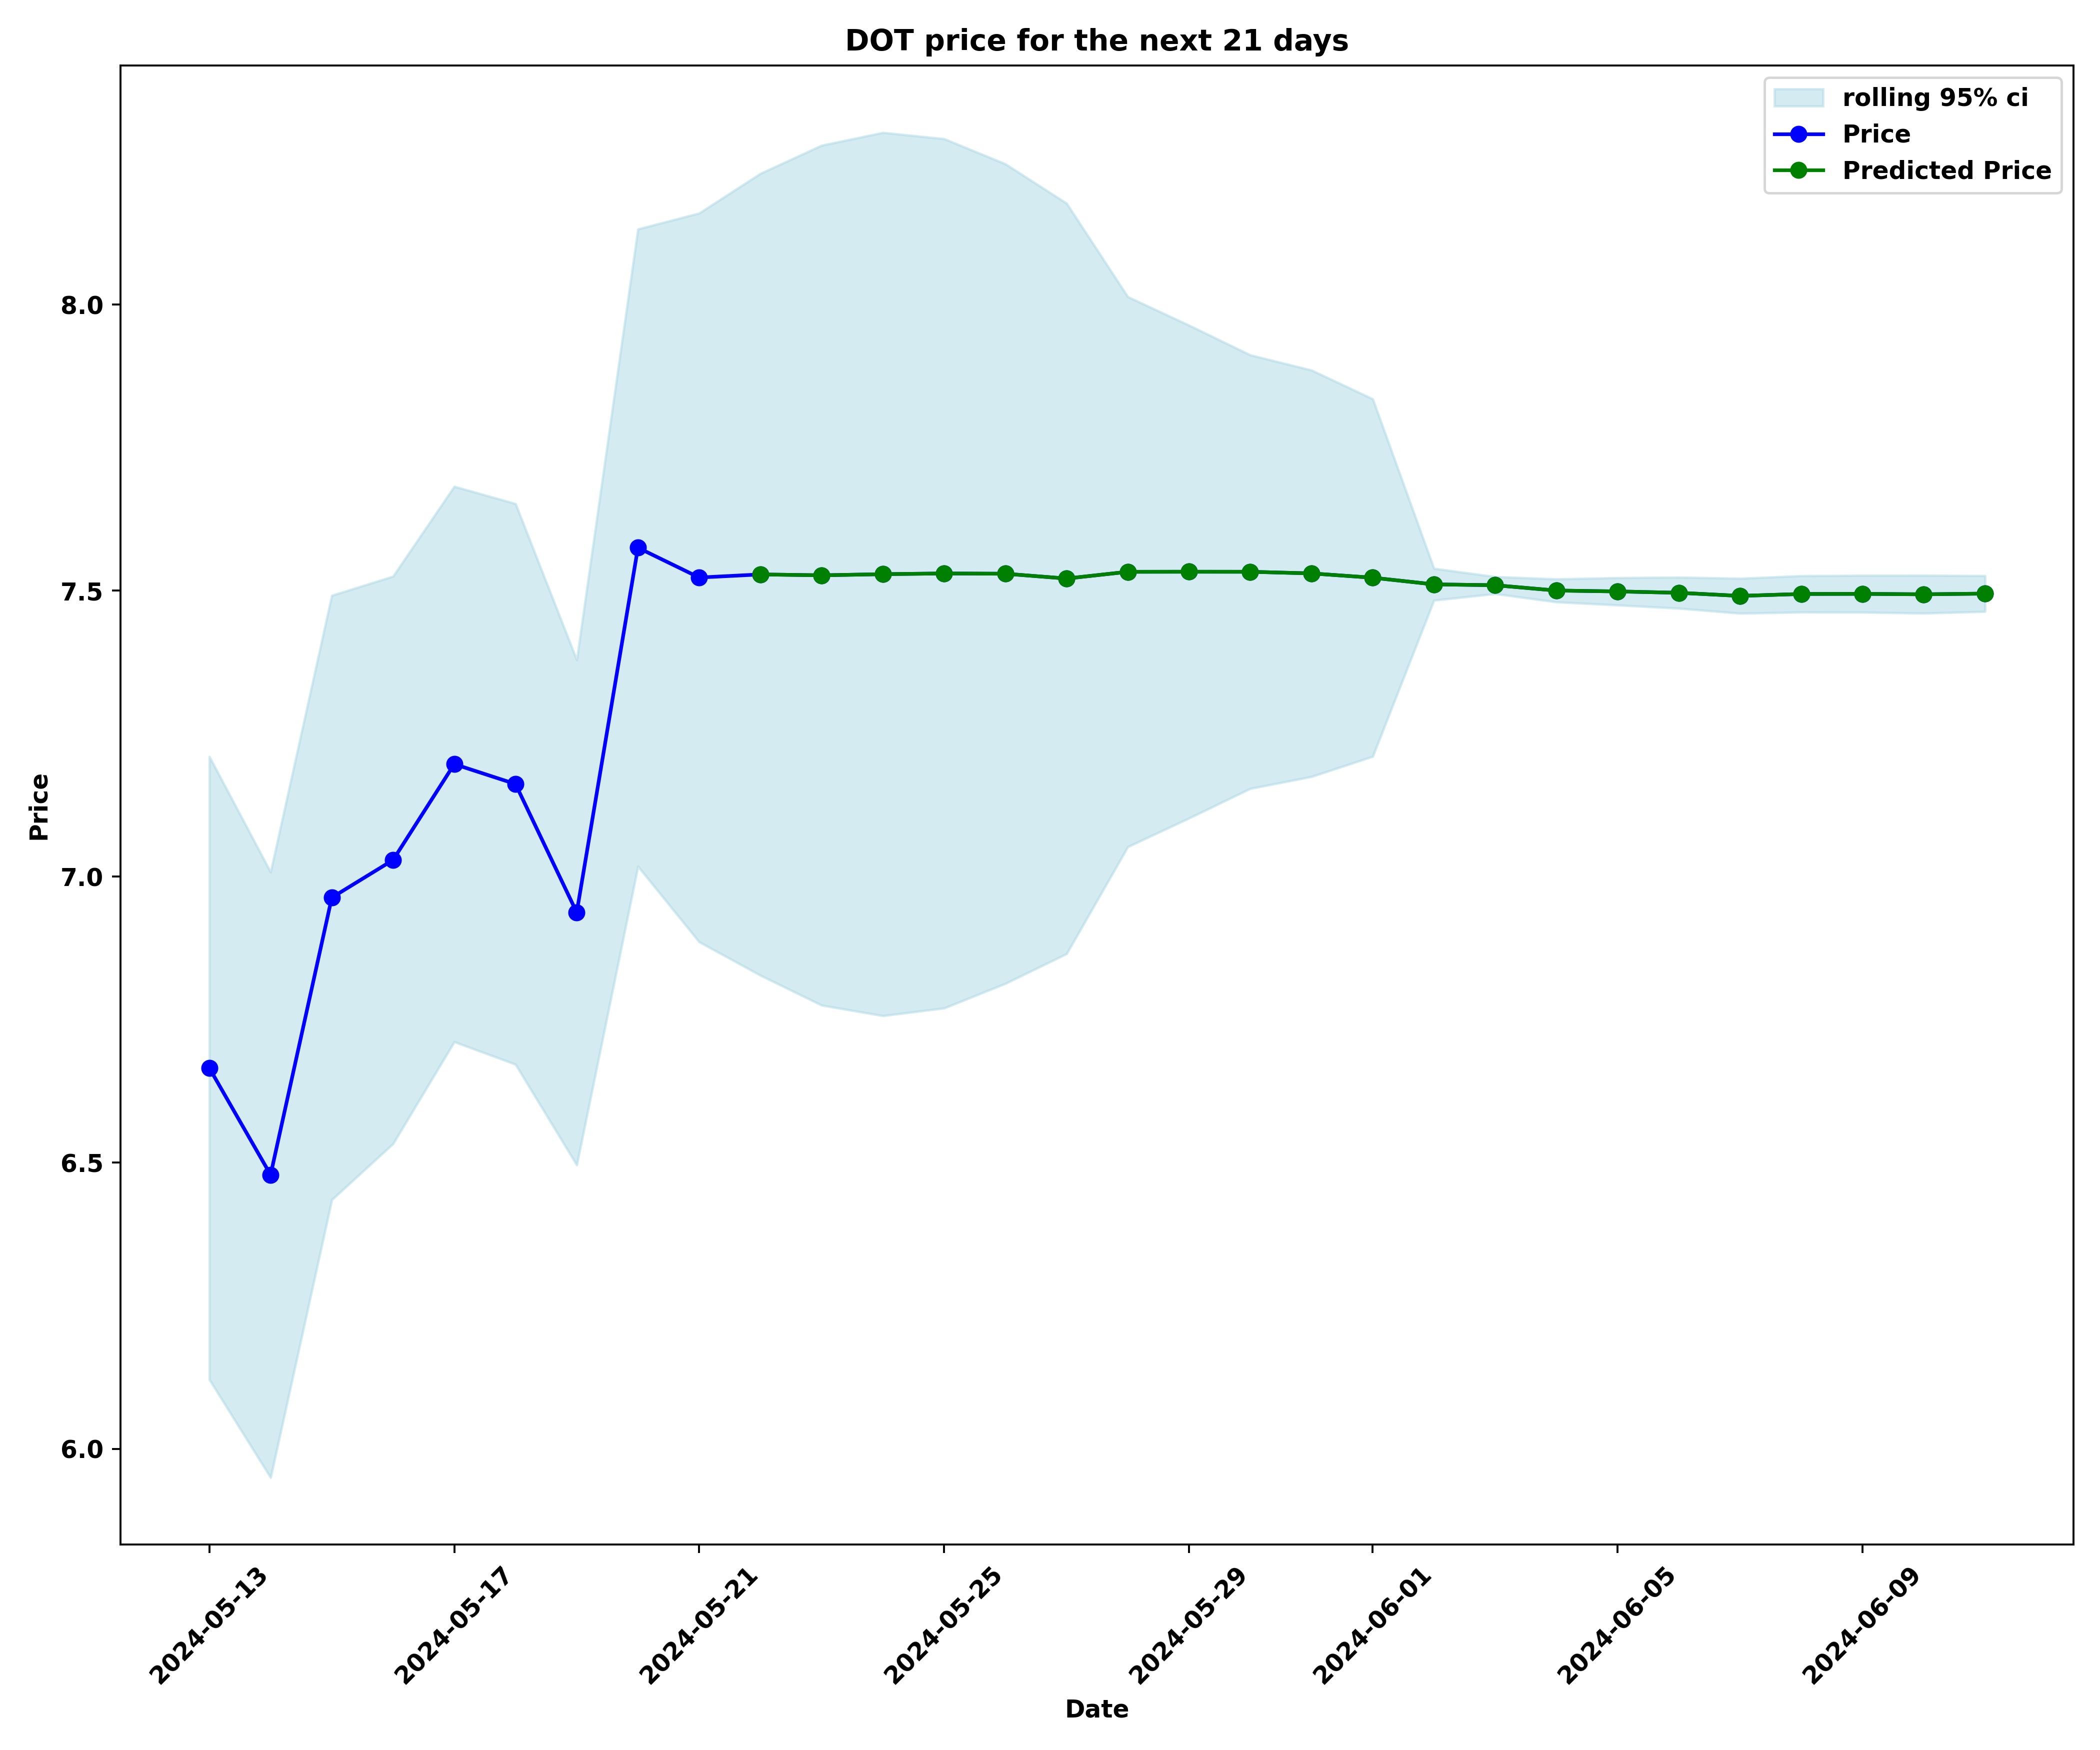 DOT price for the next 21 days
rolling 95% ci
Price
Predicted Price
8.0
7.5
7.0
6.5
6.0
Price
2024-05-13
2024-05-17
2024-05-21
2024-05-25
2024-05-29
2024-06-01
2024-06-05
2024-06-09
Date